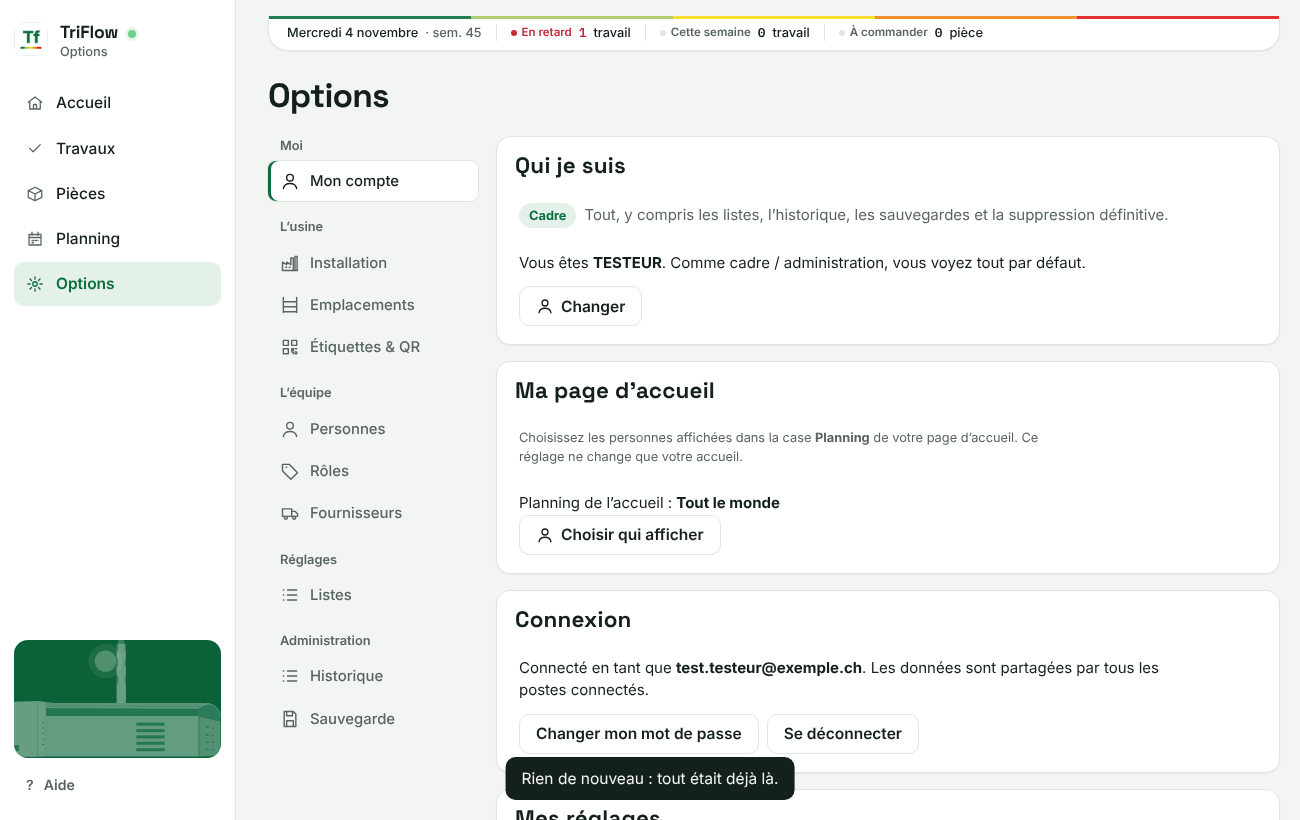 Tf
TriFlow
Options
Accueil
Travaux
Pièces
Planning
Options
? Aide
Mercredi 4 novembre · sem. 45
En retard 1 travail
Cette semaine 0 travail
À commander 0 pièce
Options
Moi
Mon compte
L’usine
Installation
Emplacements
Étiquettes & QR
L’équipe
Personnes
Rôles
Fournisseurs
Réglages
Listes
Administration
Historique
Sauvegarde
Qui je suis
Cadre Tout, y compris les listes, l’historique, les sauvegardes et la suppression définitive.
Vous êtes TESTEUR. Comme cadre / administration, vous voyez tout par défaut.
Changer
Ma page d’accueil
Choisissez les personnes affichées dans la case Planning de votre page d’accueil. Ce
réglage ne change que votre accueil.
Planning de l’accueil : Tout le monde
Choisir qui afficher
Connexion
Connecté en tant que test.testeur@exemple.ch. Les données sont partagées par tous les
postes connectés.
Changer mon mot de passe
Se déconnecter
Rien de nouveau : tout était déjà là.
Mes réglages